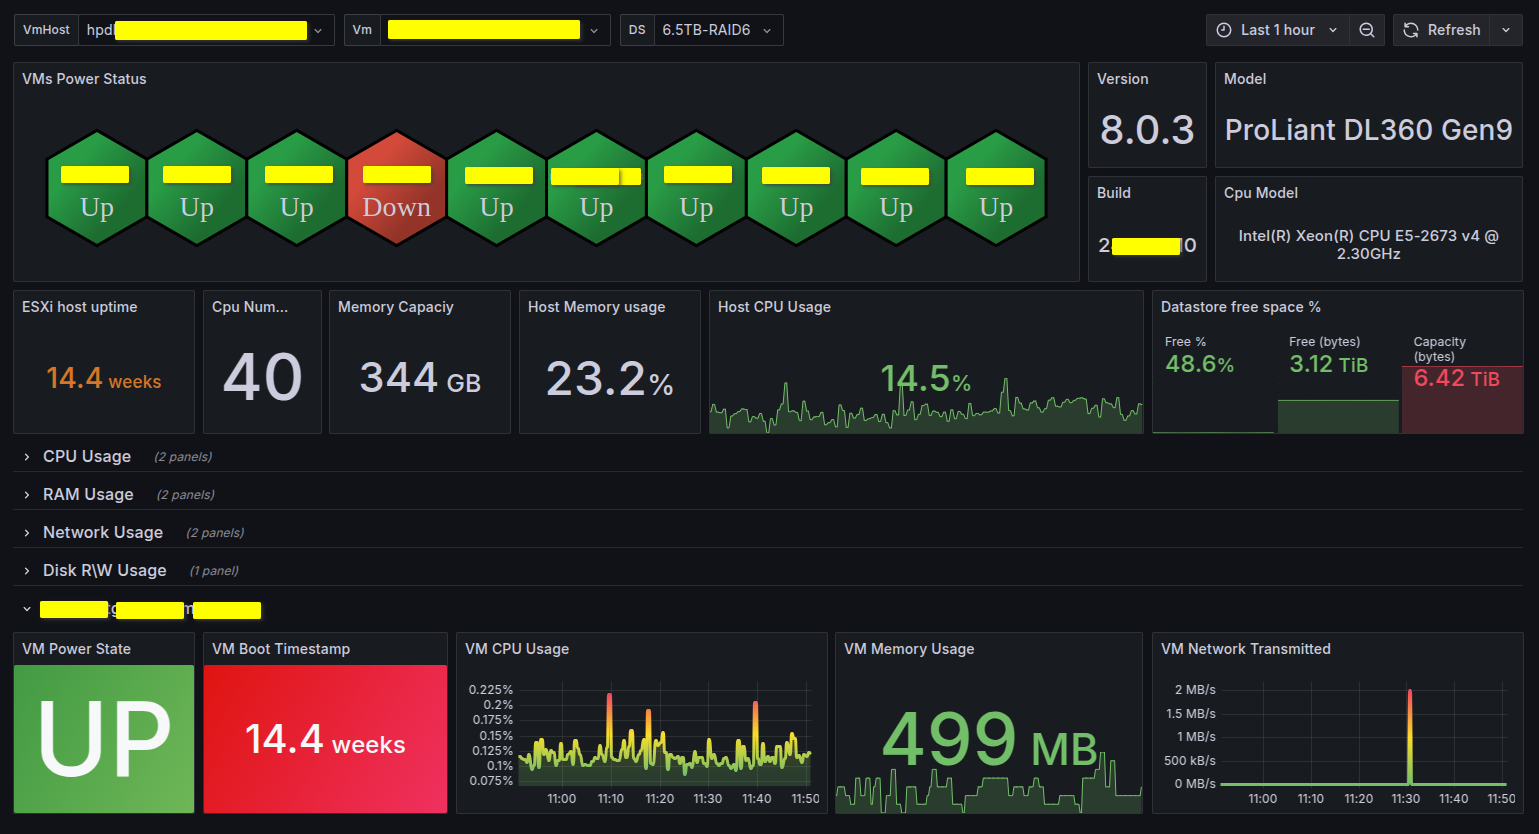 VmHost hpdl Vm DS 6.5TB-RAID6 Last 1 hour Refresh
VMs Power Status
Up Up Up Down Up Up Up Up Up Up
Version
8.0.3
Model
ProLiant DL360 Gen9
Build
2 0
Cpu Model
Intel(R) Xeon(R) CPU E5-2673 v4 @
2.30GHz
ESXi host uptime
14.4 weeks
Cpu Num...
40
Memory Capaciy
344 GB
Host Memory usage
23.2%
Host CPU Usage
14.5%
Datastore free space %
Free %
48.6%
Free (bytes)
3.12 TiB
Capacity
(bytes)
6.42 TiB
CPU Usage (2 panels)
RAM Usage (2 panels)
Network Usage (2 panels)
Disk R\W Usage (1 panel)
VM Power State
UP
VM Boot Timestamp
14.4 weeks
VM CPU Usage
0.225%
0.2%
0.175%
0.15%
0.125%
0.1%
0.075%
11:00 11:10 11:20 11:30 11:40 11:50
VM Memory Usage
499 MB
VM Network Transmitted
2 MB/s
1.5 MB/s
1 MB/s
500 kB/s
0 MB/s
11:00 11:10 11:20 11:30 11:40 11:50